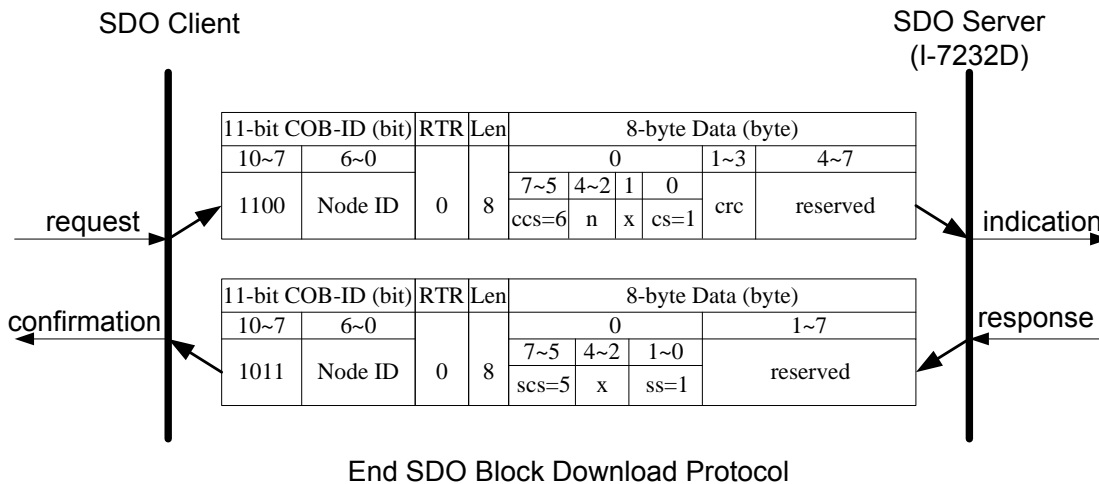 SDO Client
SDO Server
(I-7232D)
11-bit COB-ID (bit) RTR Len 8-byte Data (byte)
10~7 6~0 0 1~3 4~7
7~5 4~2 1 0
1100 Node ID 0 8 crc reserved
ccs=6 n x cs=1
request
indication
11-bit COB-ID (bit) RTR Len 8-byte Data (byte)
10~7 6~0 0 1~7
confirmation
response
7~5 4~2 1~0
1011 Node ID 0 8 reserved
scs=5 x ss=1
End SDO Block Download Protocol